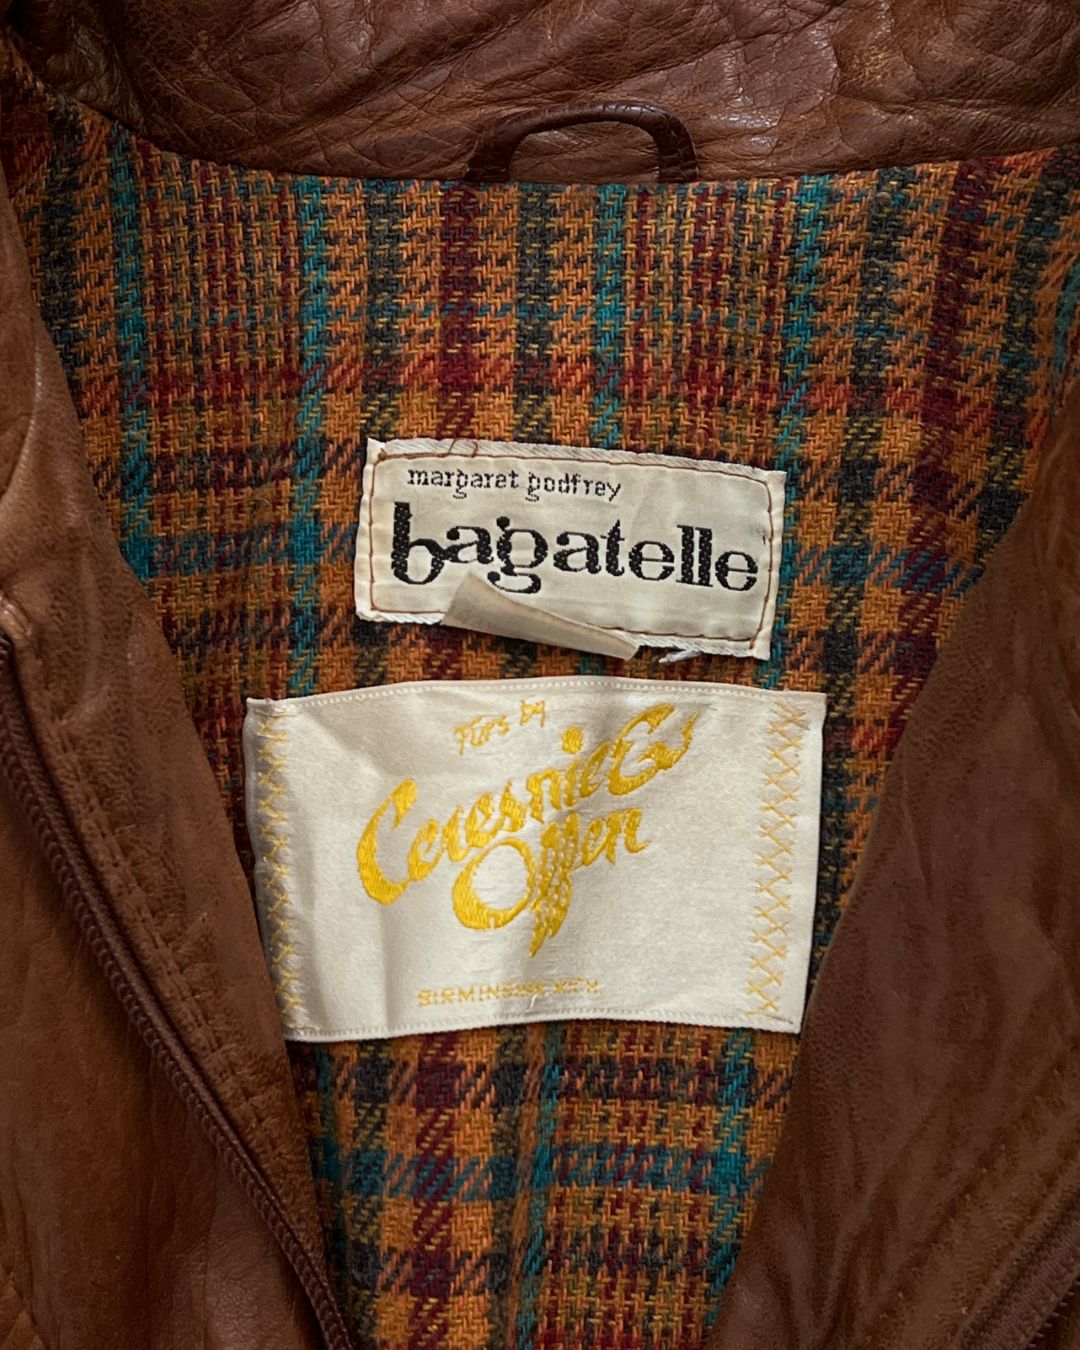 margaret godfrey
bagatelle
Furs by
Ceresnie &
Offen
BIRMINGHAM, MICH.